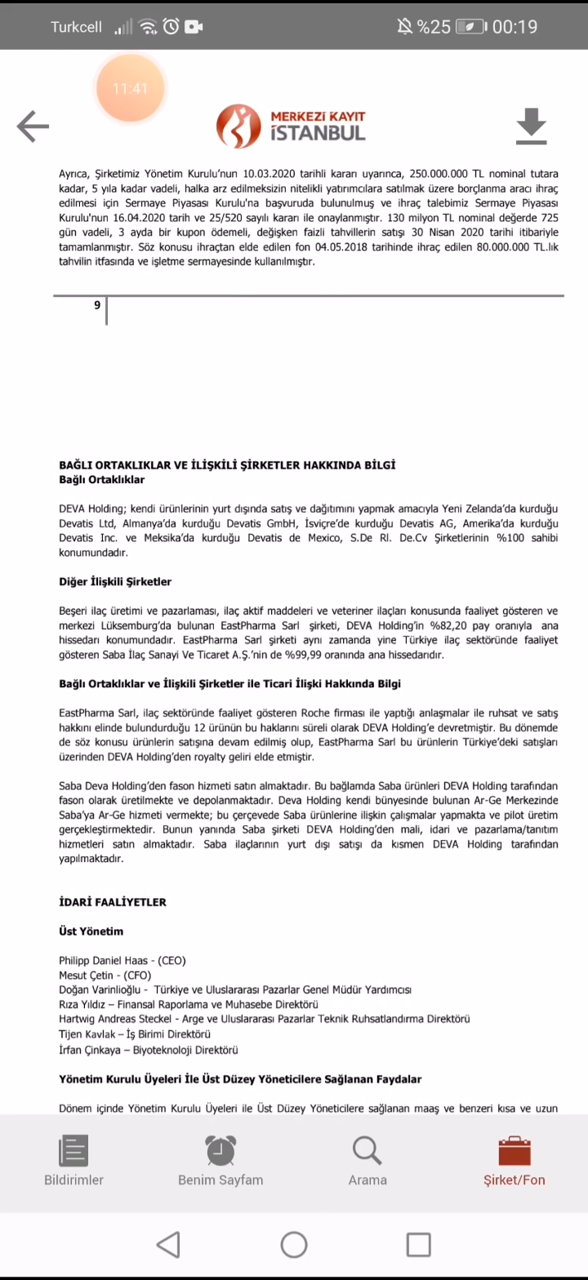 Turkcell %25 00:19
11:41
MERKEZİ KAYIT
İSTANBUL
Ayrıca, Şirketimiz Yönetim Kurulu'nun 10.03.2020 tarihli kararı uyarınca, 250.000.000 TL nominal tutara
kadar, 5 yıla kadar vadeli, halka arz edilmeksizin nitelikli yatırımcılara satılmak üzere borçlanma aracı ihraç
edilmesi için Sermaye Piyasası Kurulu'na başvuruda bulunulmuş ve ihraç talebimiz Sermaye Piyasası
Kurulu'nun 16.04.2020 tarih ve 25/520 sayılı kararı ile onaylanmıştır. 130 milyon TL nominal değerde 725
gün vadeli, 3 ayda bir kupon ödemeli, değişken faizli tahvillerin satışı 30 Nisan 2020 tarihi itibariyle
tamamlanmıştır. Söz konusu ihraçtan elde edilen fon 04.05.2018 tarihinde ihraç edilen 80.000.000 TL.lık
tahvilin itfasında ve işletme sermayesinde kullanılmıştır.
9
BAĞLI ORTAKLIKLAR VE İLİŞKİLİ ŞİRKETLER HAKKINDA BİLGİ
Bağlı Ortaklıklar
DEVA Holding; kendi ürünlerinin yurt dışında satış ve dağıtımını yapmak amacıyla Yeni Zelanda'da kurduğu
Devatis Ltd, Almanya'da kurduğu Devatis GmbH, İsviçre'de kurduğu Devatis AG, Amerika'da kurduğu
Devatis Inc. ve Meksika'da kurduğu Devatis de Mexico, S.De Rl. De.Cv Şirketlerinin %100 sahibi
konumundadır.
Diğer İlişkili Şirketler
Beşeri ilaç üretimi ve pazarlaması, ilaç aktif maddeleri ve veteriner ilaçları konusunda faaliyet gösteren ve
merkezi Lüksemburg'da bulunan EastPharma Sarl şirketi, DEVA Holding'in %82,20 pay oranıyla ana
hissedarı konumundadır. EastPharma Sarl şirketi aynı zamanda yine Türkiye ilaç sektöründe faaliyet
gösteren Saba İlaç Sanayi Ve Ticaret A.Ş.'nin de %99,99 oranında ana hissedarıdır.
Bağlı Ortaklıklar ve İlişkili Şirketler ile Ticari İlişki Hakkında Bilgi
EastPharma Sarl, ilaç sektöründe faaliyet gösteren Roche firması ile yaptığı anlaşmalar ile ruhsat ve satış
hakkını elinde bulundurduğu 12 ürünün bu haklarını süreli olarak DEVA Holding'e devretmiştir. Bu dönemde
de söz konusu ürünlerin satışına devam edilmiş olup, EastPharma Sarl bu ürünlerin Türkiye'deki satışları
üzerinden DEVA Holding'den royalty geliri elde etmiştir.
Saba Deva Holding'den fason hizmeti satın almaktadır. Bu bağlamda Saba ürünleri DEVA Holding tarafından
fason olarak üretilmekte ve depolanmaktadır. Deva Holding kendi bünyesinde bulunan Ar-Ge Merkezinde
Saba'ya Ar-Ge hizmeti vermekte; bu çerçevede Saba ürünlerine ilişkin çalışmalar yapmakta ve pilot üretim
gerçekleştirmektedir. Bunun yanında Saba şirketi DEVA Holding'den mali, idari ve pazarlama/tanıtım
hizmetleri satın almaktadır. Saba ilaçlarının yurt dışı satışı da kısmen DEVA Holding tarafından
yapılmaktadır.
İDARİ FAALİYETLER
Üst Yönetim
Philipp Daniel Haas - (CEO)
Mesut Çetin - (CFO)
Doğan Varinlioğlu - Türkiye ve Uluslararası Pazarlar Genel Müdür Yardımcısı
Rıza Yıldız – Finansal Raporlama ve Muhasebe Direktörü
Hartwig Andreas Steckel - Arge ve Uluslararası Pazarlar Teknik Ruhsatlandırma Direktörü
Tijen Kavlak – İş Birimi Direktörü
İrfan Çinkaya – Biyoteknoloji Direktörü
Yönetim Kurulu Üyeleri İle Üst Düzey Yöneticilere Sağlanan Faydalar
Dönem içinde Yönetim Kurulu Üyeleri ile Üst Düzey Yöneticilere sağlanan maaş ve benzeri kısa ve uzun
Bildirimler Benim Sayfam Arama Şirket/Fon